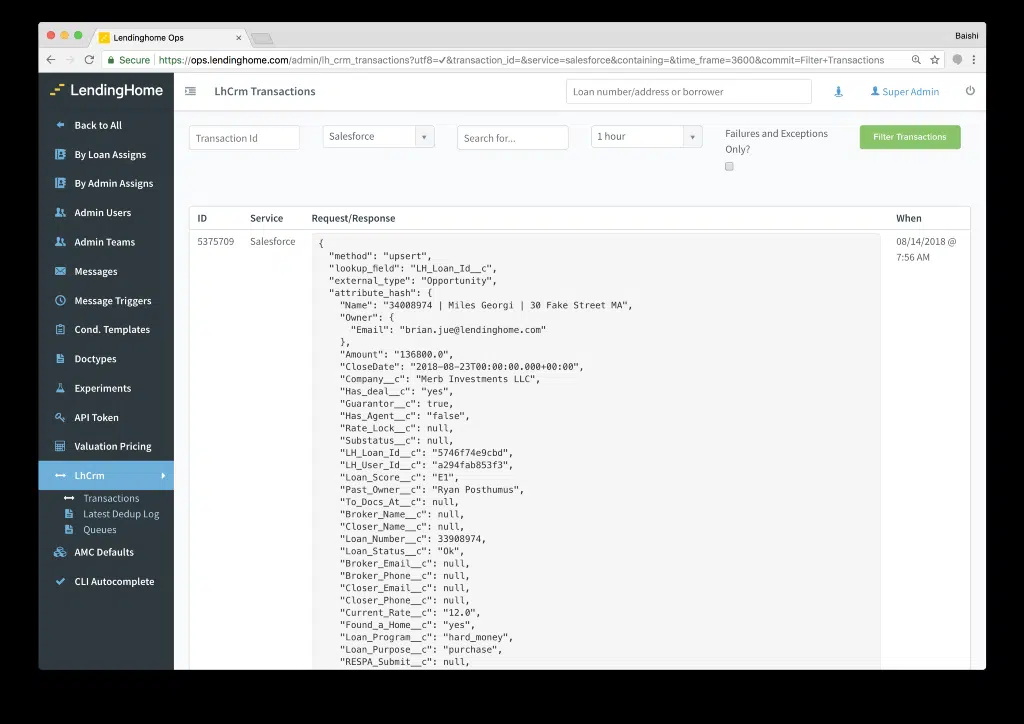 Lendinghome Ops
Baishi
Secure https://ops.lendinghome.com/admin/lh_crm_transactions?utf8=✓&transaction_id=&service=salesforce&containing=&time_frame=3600&commit=Filter+Transactions
LendingHome
LhCrm Transactions
Loan number/address or borrower
Super Admin
Back to All
By Loan Assigns
By Admin Assigns
Admin Users
Admin Teams
Messages
Message Triggers
Cond. Templates
Doctypes
Experiments
API Token
Valuation Pricing
LhCrm
Transactions
Latest Dedup Log
Queues
AMC Defaults
CLI Autocomplete
Transaction Id
Salesforce
Search for...
1 hour
Failures and Exceptions
Only?
Filter Transactions
ID Service Request/Response When
5375709 Salesforce
08/14/2018 @
7:56 AM
{
"method": "upsert",
"lookup_field": "LH_Loan_Id__c",
"external_type": "Opportunity",
"attribute_hash": {
"Name": "34008974 | Miles Georgi | 30 Fake Street MA",
"Owner": {
"Email": "brian.jue@lendinghome.com"
},
"Amount": "136800.0",
"CloseDate": "2018-08-23T00:00:00.000+00:00",
"Company__c": "Merb Investments LLC",
"Has_deal__c": "yes",
"Guarantor__c": true,
"Has_Agent__c": "false",
"Rate_Lock__c": null,
"Substatus__c": null,
"LH_Loan_Id__c": "5746f74e9cbd",
"LH_User_Id__c": "a294fab853f3",
"Loan_Score__c": "E1",
"Past_Owner__c": "Ryan Posthumus",
"To_Docs_At__c": null,
"Broker_Name__c": null,
"Closer_Name__c": null,
"Loan_Number__c": 33908974,
"Loan_Status__c": "Ok",
"Broker_Email__c": null,
"Broker_Phone__c": null,
"Closer_Email__c": null,
"Closer_Phone__c": null,
"Current_Rate__c": "12.0",
"Found_a_Home__c": "yes",
"Loan_Program__c": "hard_money",
"Loan_Purpose__c": "purchase",
"RESPA_Submit__c": null,